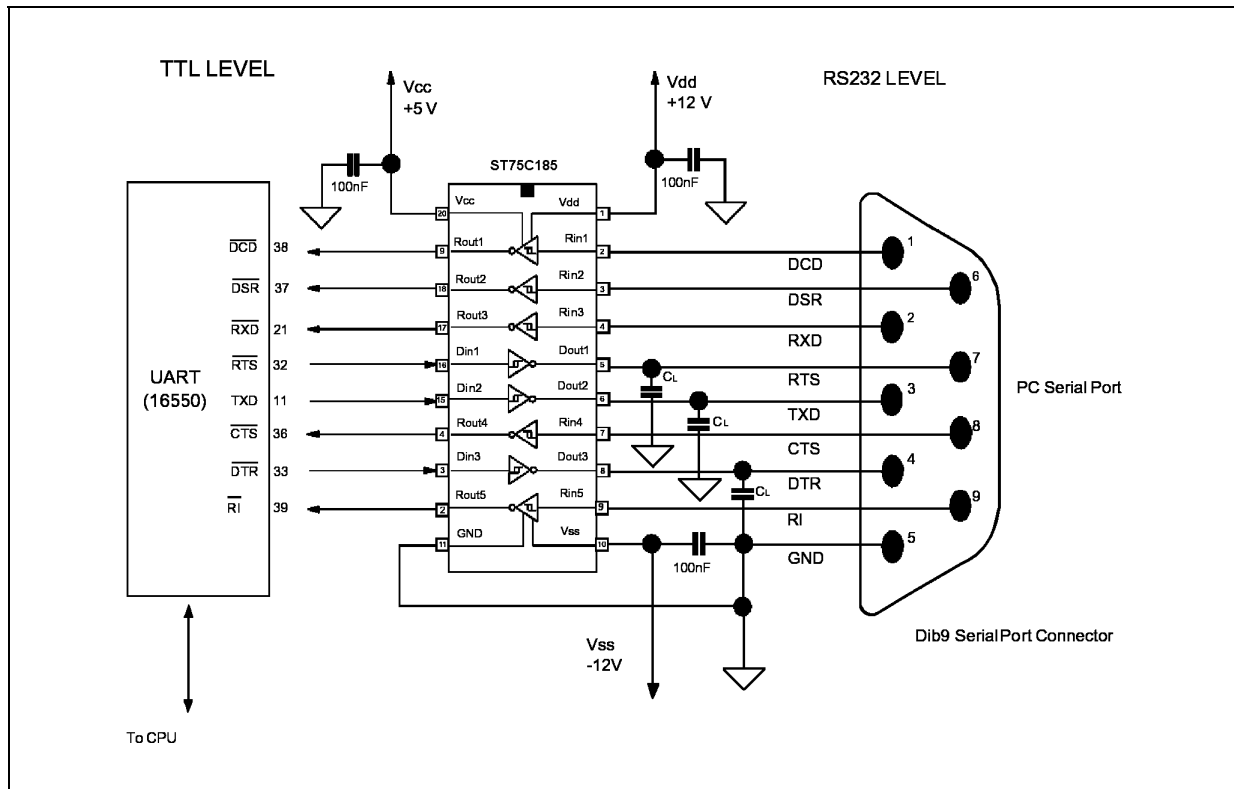 TTL LEVEL
RS232 LEVEL
Vcc
+5 V
Vdd
+12 V
100nF
100nF
ST75C185
Vcc
Vdd
20
1
DCD 38
9
Rout1
Rin1
2
DCD
1
DSR 37
18
Rout2
Rin2
3
DSR
6
RXD 21
17
Rout3
Rin3
4
RXD
2
RTS 32
16
Din1
Dout1
5
RTS
7
UART
(16550)
TXD 11
15
Din2
Dout2
6
TXD
3
CTS 36
4
Rout4
Rin4
7
CTS
8
DTR 33
3
Din3
Dout3
8
DTR
4
RI 39
2
Rout5
Rin5
9
RI
9
11
GND
Vss
10
GND
5
CL
CL
CL
100nF
PC Serial Port
Vss
-12V
Dib9 SerialPort Connector
To CPU